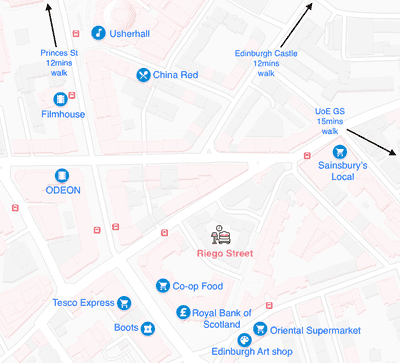 Usherhall
Princes St
12mins
walk
Edinburgh Castle
12mins
walk
China Red
Filmhouse
UoE GS
15mins
walk
Sainsbury's
Local
ODEON
Riego Street
Co-op Food
Tesco Express
Royal Bank of
Scotland
Boots
Oriental Supermarket
Edinburgh Art shop